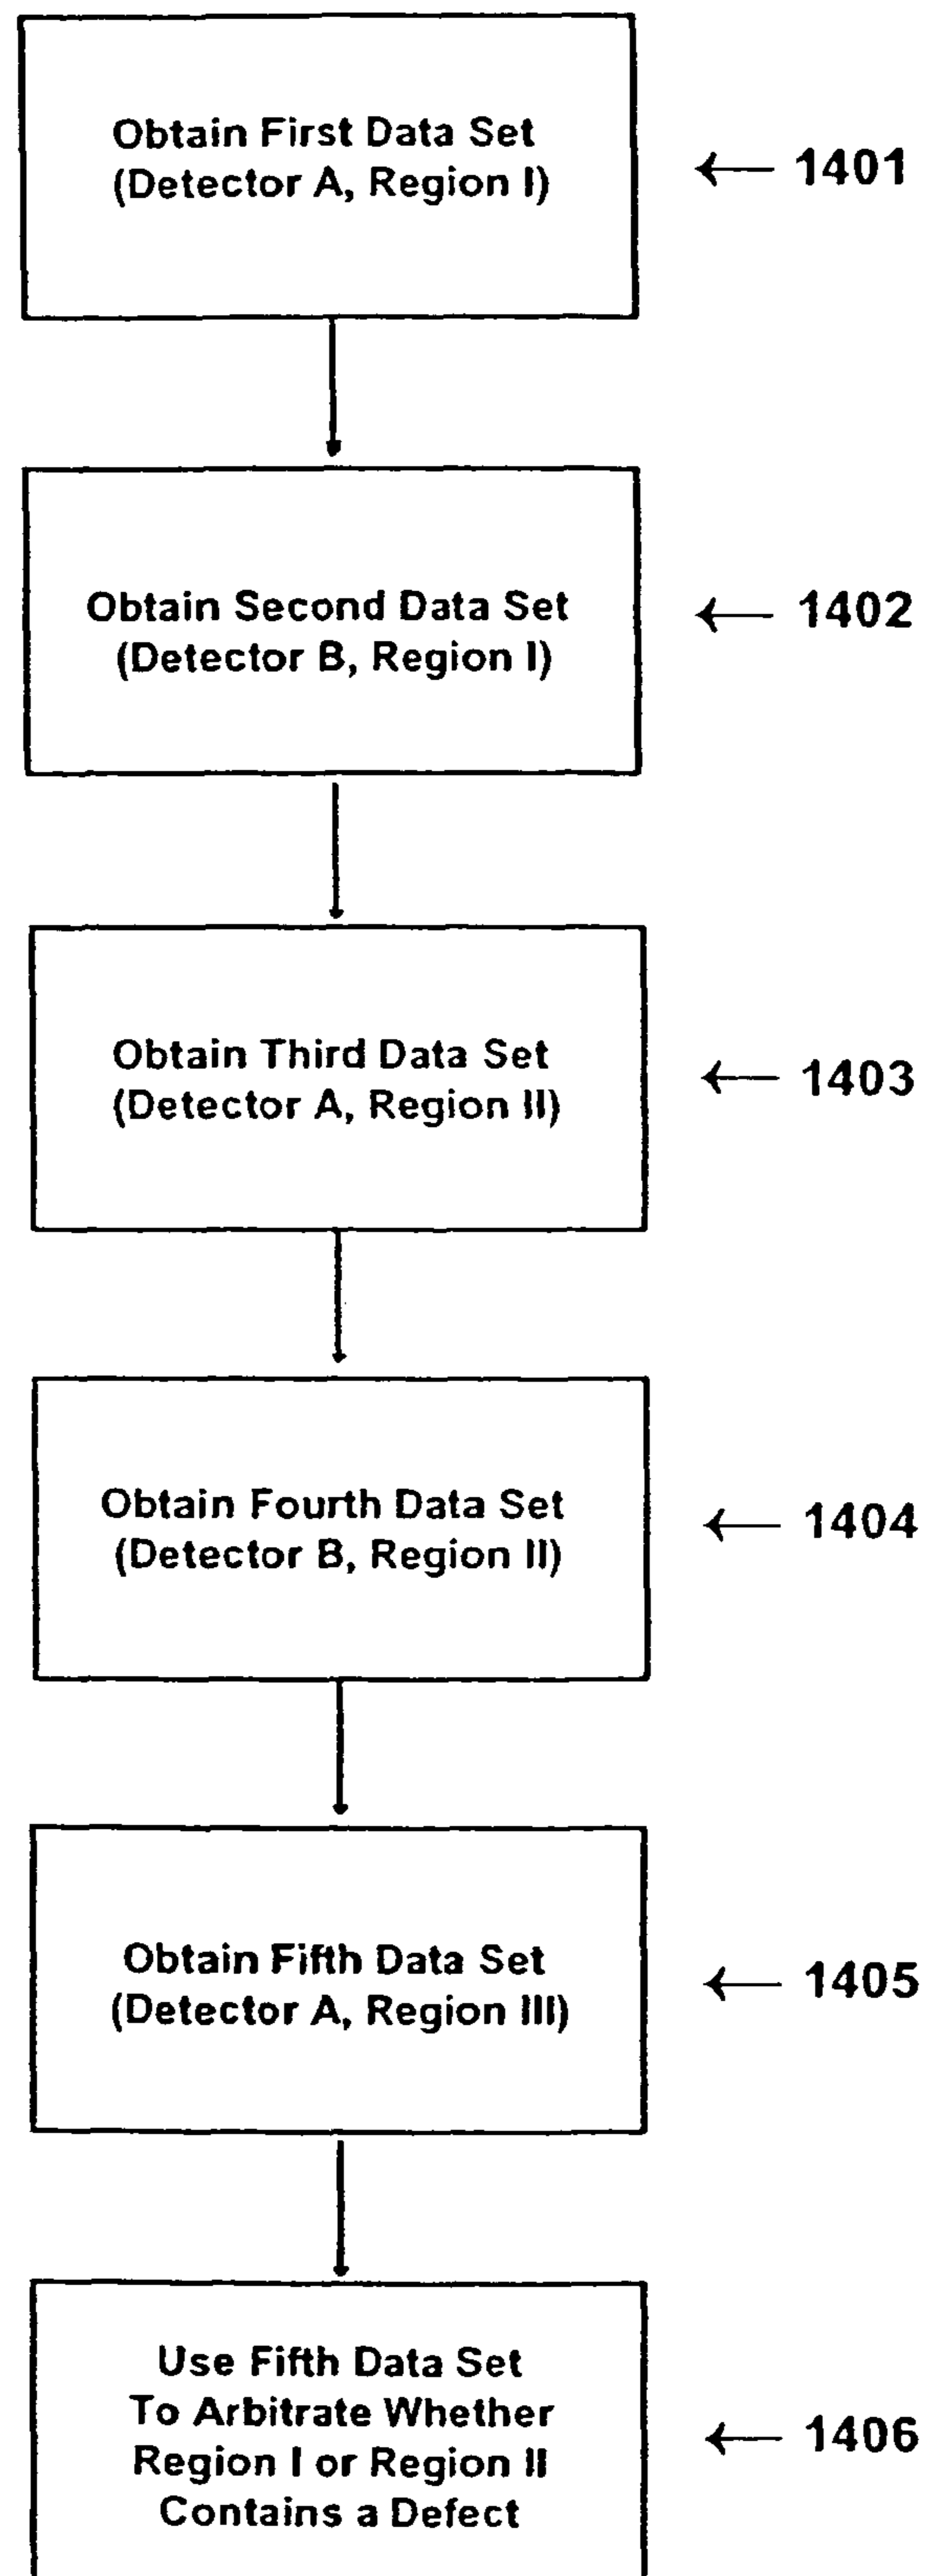 Obtain First Data Set
(Detector A, Region I)
← 1401
Obtain Second Data Set
(Detector B, Region I)
← 1402
Obtain Third Data Set
(Detector A, Region II)
← 1403
Obtain Fourth Data Set
(Detector B, Region II)
← 1404
Obtain Fifth Data Set
(Detector A, Region III)
← 1405
Use Fifth Data Set
To Arbitrate Whether
Region I or Region II
Contains a Defect
← 1406